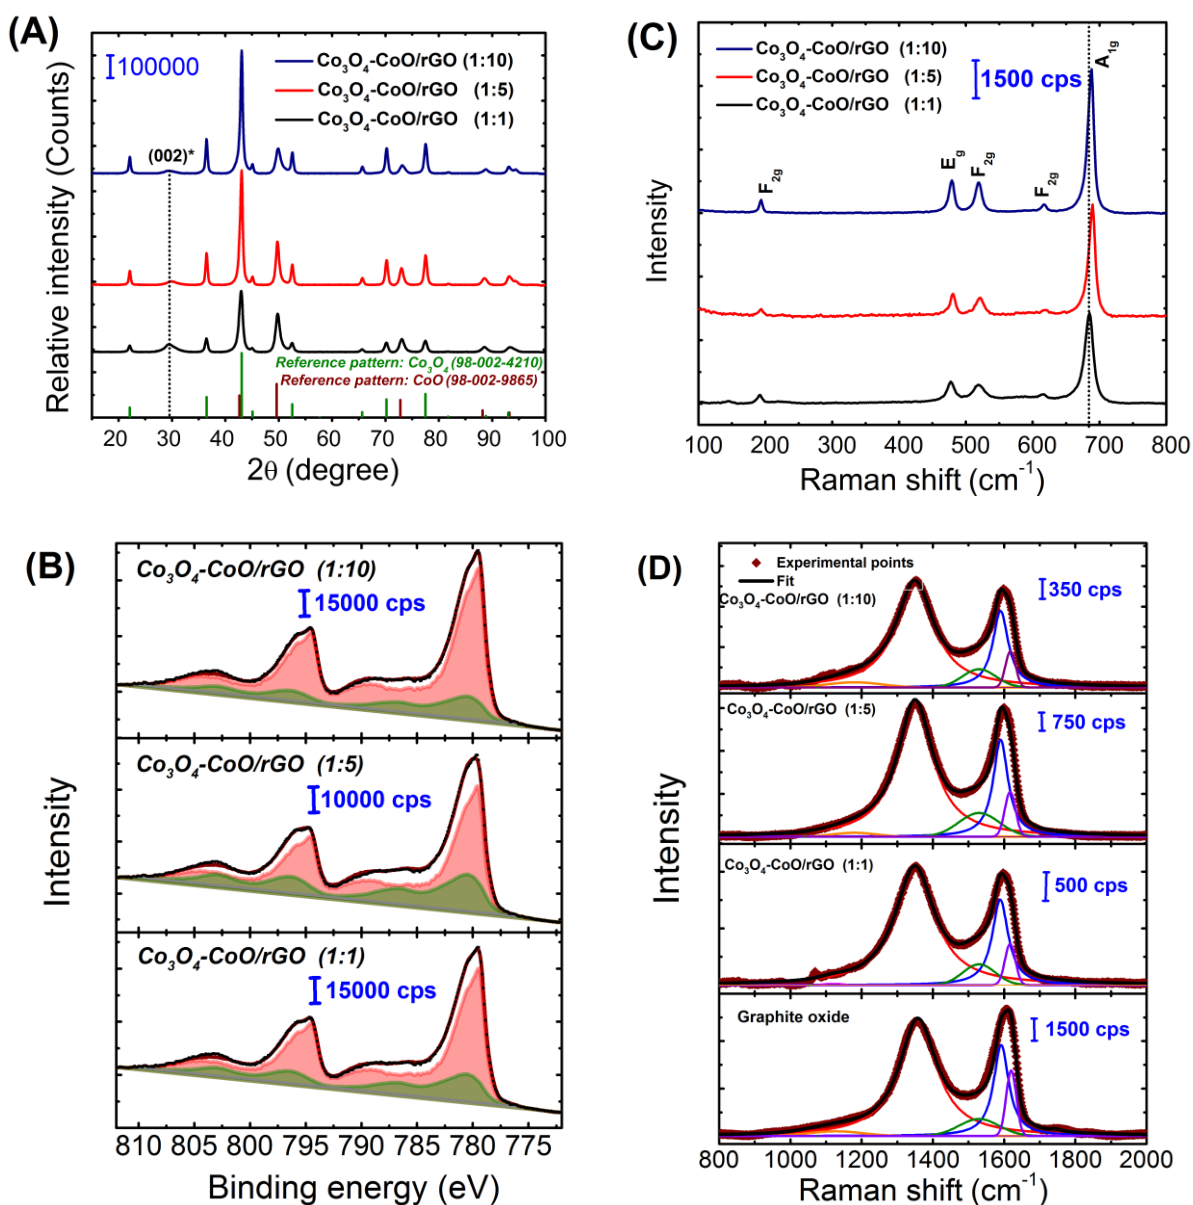 (A)
100000
Co₃O₄-CoO/rGO (1:10)
Co₃O₄-CoO/rGO (1:5)
Co₃O₄-CoO/rGO (1:1)
(002)*
Reference pattern: Co₃O₄ (98-002-4210)
Reference pattern: CoO (98-002-9865)
Relative intensity (Counts)
20 30 40 50 60 70 80 90 100
2θ (degree)
(C)
Co₃O₄-CoO/rGO (1:10)
Co₃O₄-CoO/rGO (1:5)
Co₃O₄-CoO/rGO (1:1)
1500 cps
F₂g
Eg
F₂g
F₂g
A₁g
Intensity
100 200 300 400 500 600 700 800
Raman shift (cm⁻¹)
(B)
Co₃O₄-CoO/rGO (1:10)
15000 cps
Co₃O₄-CoO/rGO (1:5)
10000 cps
Co₃O₄-CoO/rGO (1:1)
15000 cps
Intensity
810 805 800 795 790 785 780 775
Binding energy (eV)
(D)
Experimental points
Fit
Co₃O₄-CoO/rGO (1:10)
350 cps
Co₃O₄-CoO/rGO (1:5)
750 cps
Co₃O₄-CoO/rGO (1:1)
500 cps
Graphite oxide
1500 cps
Intensity
800 1000 1200 1400 1600 1800 2000
Raman shift (cm⁻¹)